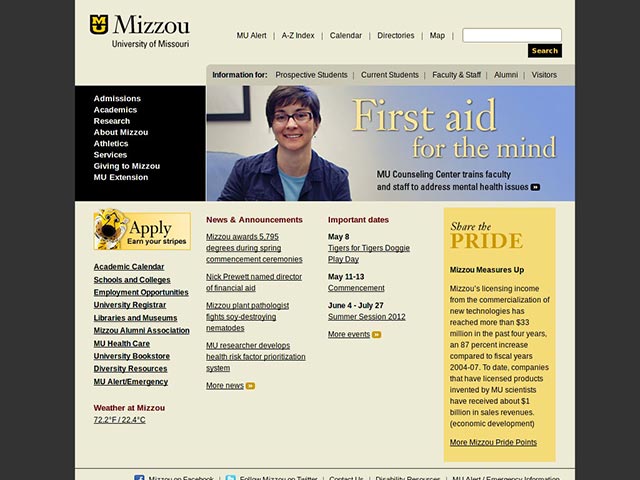 MU
Mizzou
University of Missouri
MU Alert | A-Z Index | Calendar | Directories | Map |
Search
Information for: Prospective Students | Current Students | Faculty & Staff | Alumni | Visitors
Admissions
Academics
Research
About Mizzou
Athletics
Services
Giving to Mizzou
MU Extension
First aid
for the mind
MU Counseling Center trains faculty
and staff to address mental health issues
Apply
Earn your stripes
Academic Calendar
Schools and Colleges
Employment Opportunities
University Registrar
Libraries and Museums
Mizzou Alumni Association
MU Health Care
University Bookstore
Diversity Resources
MU Alert/Emergency
Weather at Mizzou
72.2°F / 22.4°C
News & Announcements
Mizzou awards 5,795
degrees during spring
commencement ceremonies
Nick Prewett named director
of financial aid
Mizzou plant pathologist
fights soy-destroying
nematodes
MU researcher develops
health risk factor prioritization
system
More news
Important dates
May 8
Tigers for Tigers Doggie
Play Day
May 11-13
Commencement
June 4 - July 27
Summer Session 2012
More events
Share the
PRIDE
Mizzou Measures Up
Mizzou's licensing income
from the commercialization of
new technologies has
reached more than $33
million in the past four years,
an 87 percent increase
compared to fiscal years
2004-07. To date, companies
that have licensed products
invented by MU scientists
have received about $1
billion in sales revenues.
(economic development)
More Mizzou Pride Points
Mizzou on Facebook | Follow Mizzou on Twitter | Contact Us | Disability Resources | MU Alert / Emergency Information